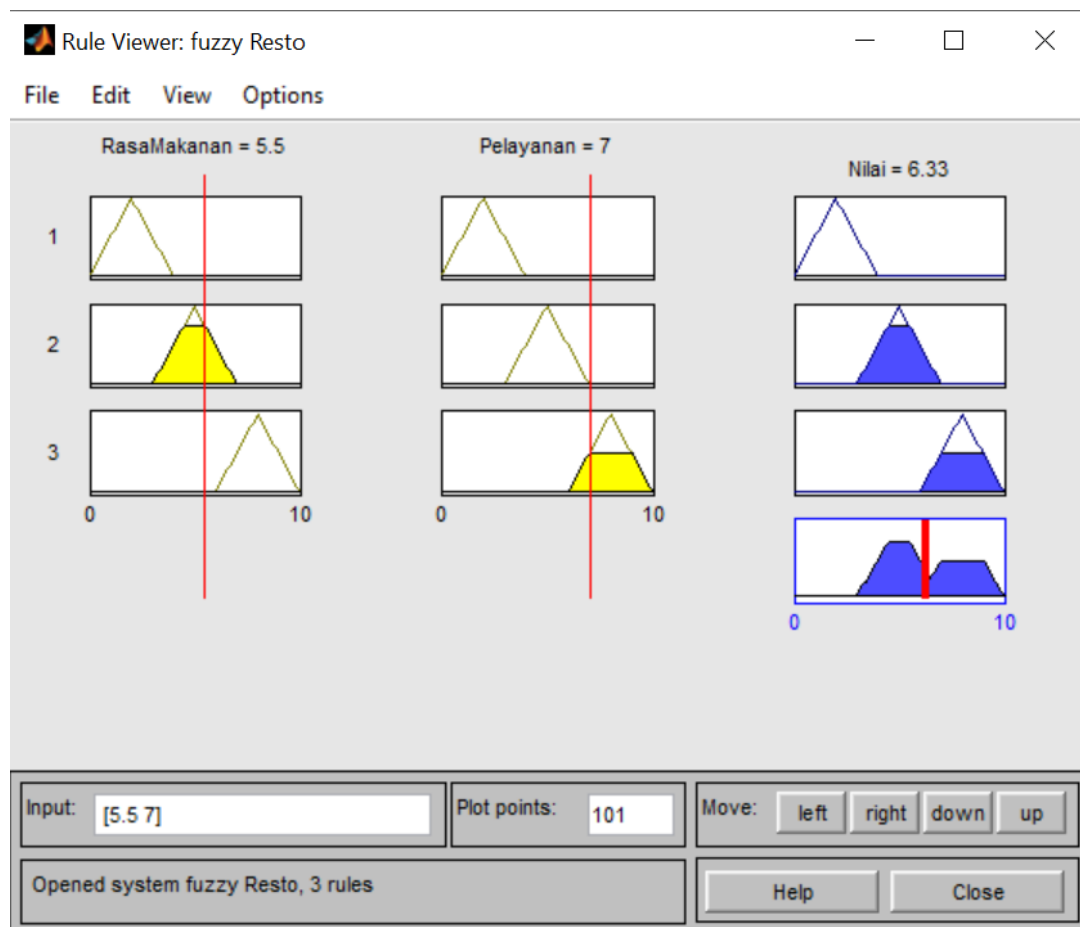 Rule Viewer: fuzzy Resto
File Edit View Options
RasaMakanan = 5.5
Pelayanan = 7
Nilai = 6.33
1
2
3
0 10
0 10
0 10
Input: [5.5 7]
Plot points: 101
Move: left right down up
Opened system fuzzy Resto, 3 rules
Help Close